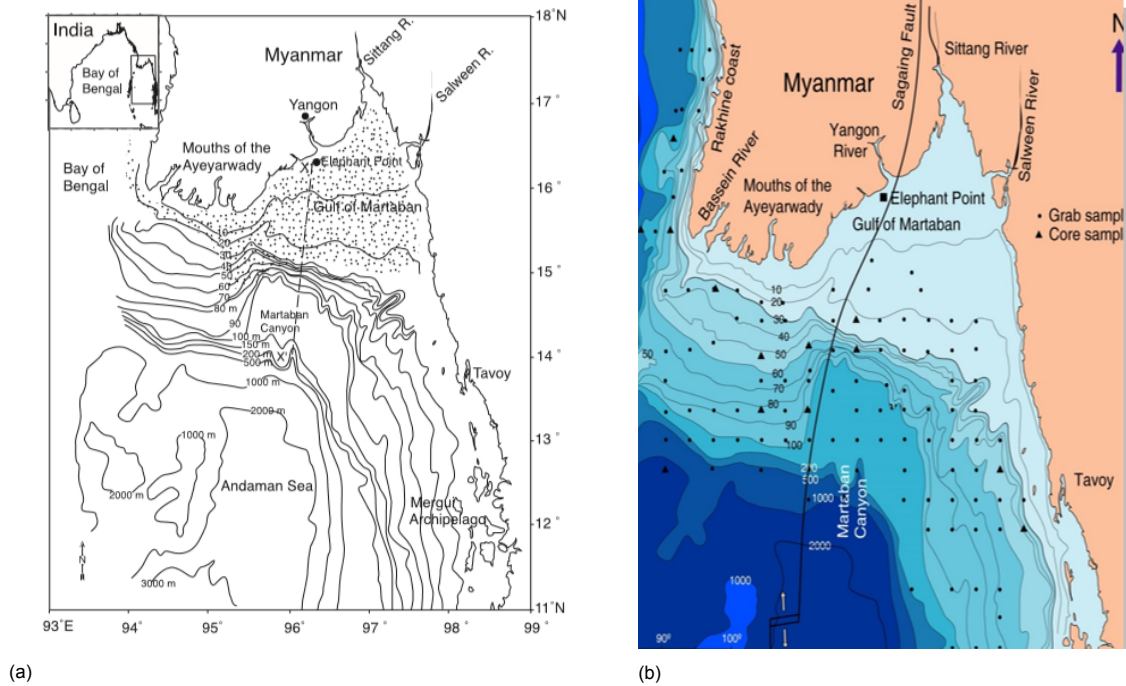 India
Bay of
Bengal
Myanmar
Sittang R.
Salween R.
Yangon
Mouths of the
Ayeyarwady
X
Elephant Point
Bay of
Bengal
Gulf of Martaban
10
20
30
40
50
60
70
80 m
90
100 m
150 m
200 m
500 m
Martaban
Canyon
X'
1000 m
2000 m
1000 m
2000 m
Andaman Sea
3000 m
Tavoy
Mergui
Archipelago
N
18°N
17°
16°
15°
14°
13°
12°
11°N
93°E
94°
95°
96°
97°
98°
99°
(a)
N
Sagaing Fault
Sittang River
Myanmar
Rakhine coast
Yangon
River
Salween River
Bassein River
Mouths of the
Ayeyarwady
Elephant Point
Gulf of Martaban
Grab sampl
Core sampl
10
20
30
50
50
60
70
80
90
100
200
500
1000
Martaban
Canyon
2000
1000
Tavoy
90°
100°
(b)